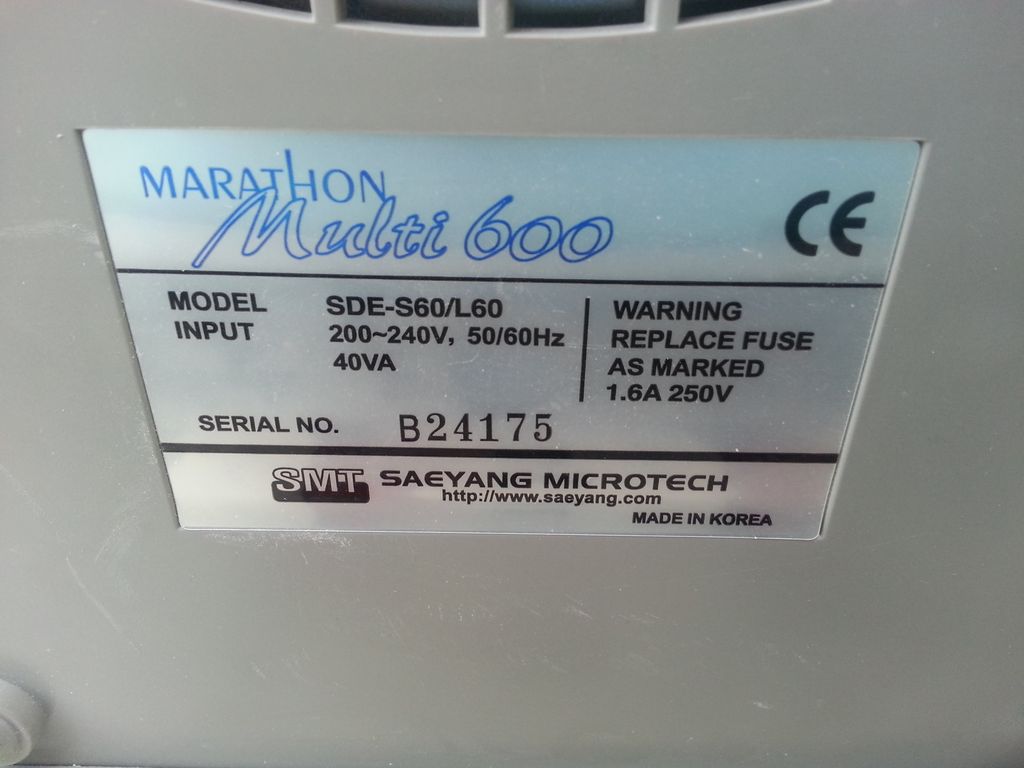 MARATHON
Multi 600
CE
MODEL SDE-S60/L60
INPUT 200~240V, 50/60Hz
40VA
WARNING
REPLACE FUSE
AS MARKED
1.6A 250V
SERIAL NO. B24175
SMT SAEYANG MICROTECH
http://www.saeyang.com
MADE IN KOREA